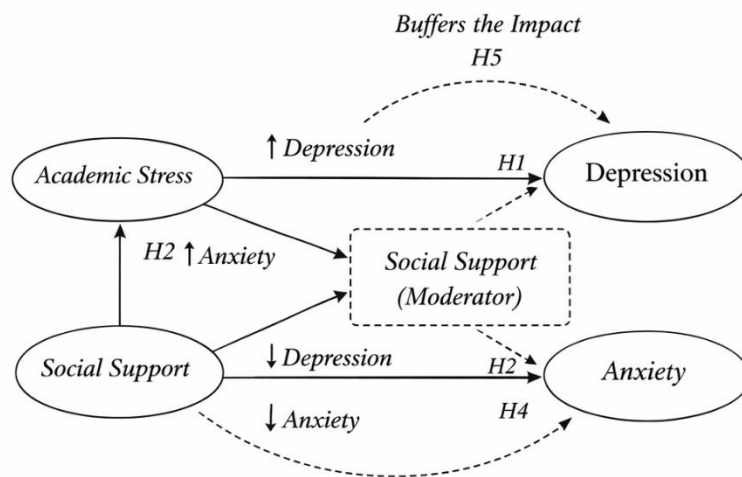 Buffers the Impact
H5
↑ Depression
H1
Academic Stress
Depression
H2 ↑ Anxiety
Social Support
(Moderator)
Social Support
↓ Depression
H2
Anxiety
↓ Anxiety
H4